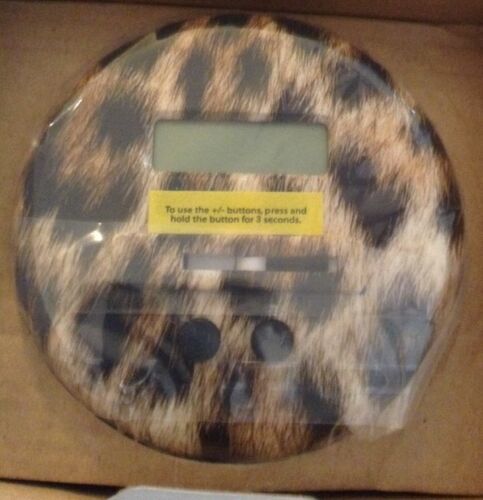 To use the +/- buttons, press and
hold the button for 3 seconds.